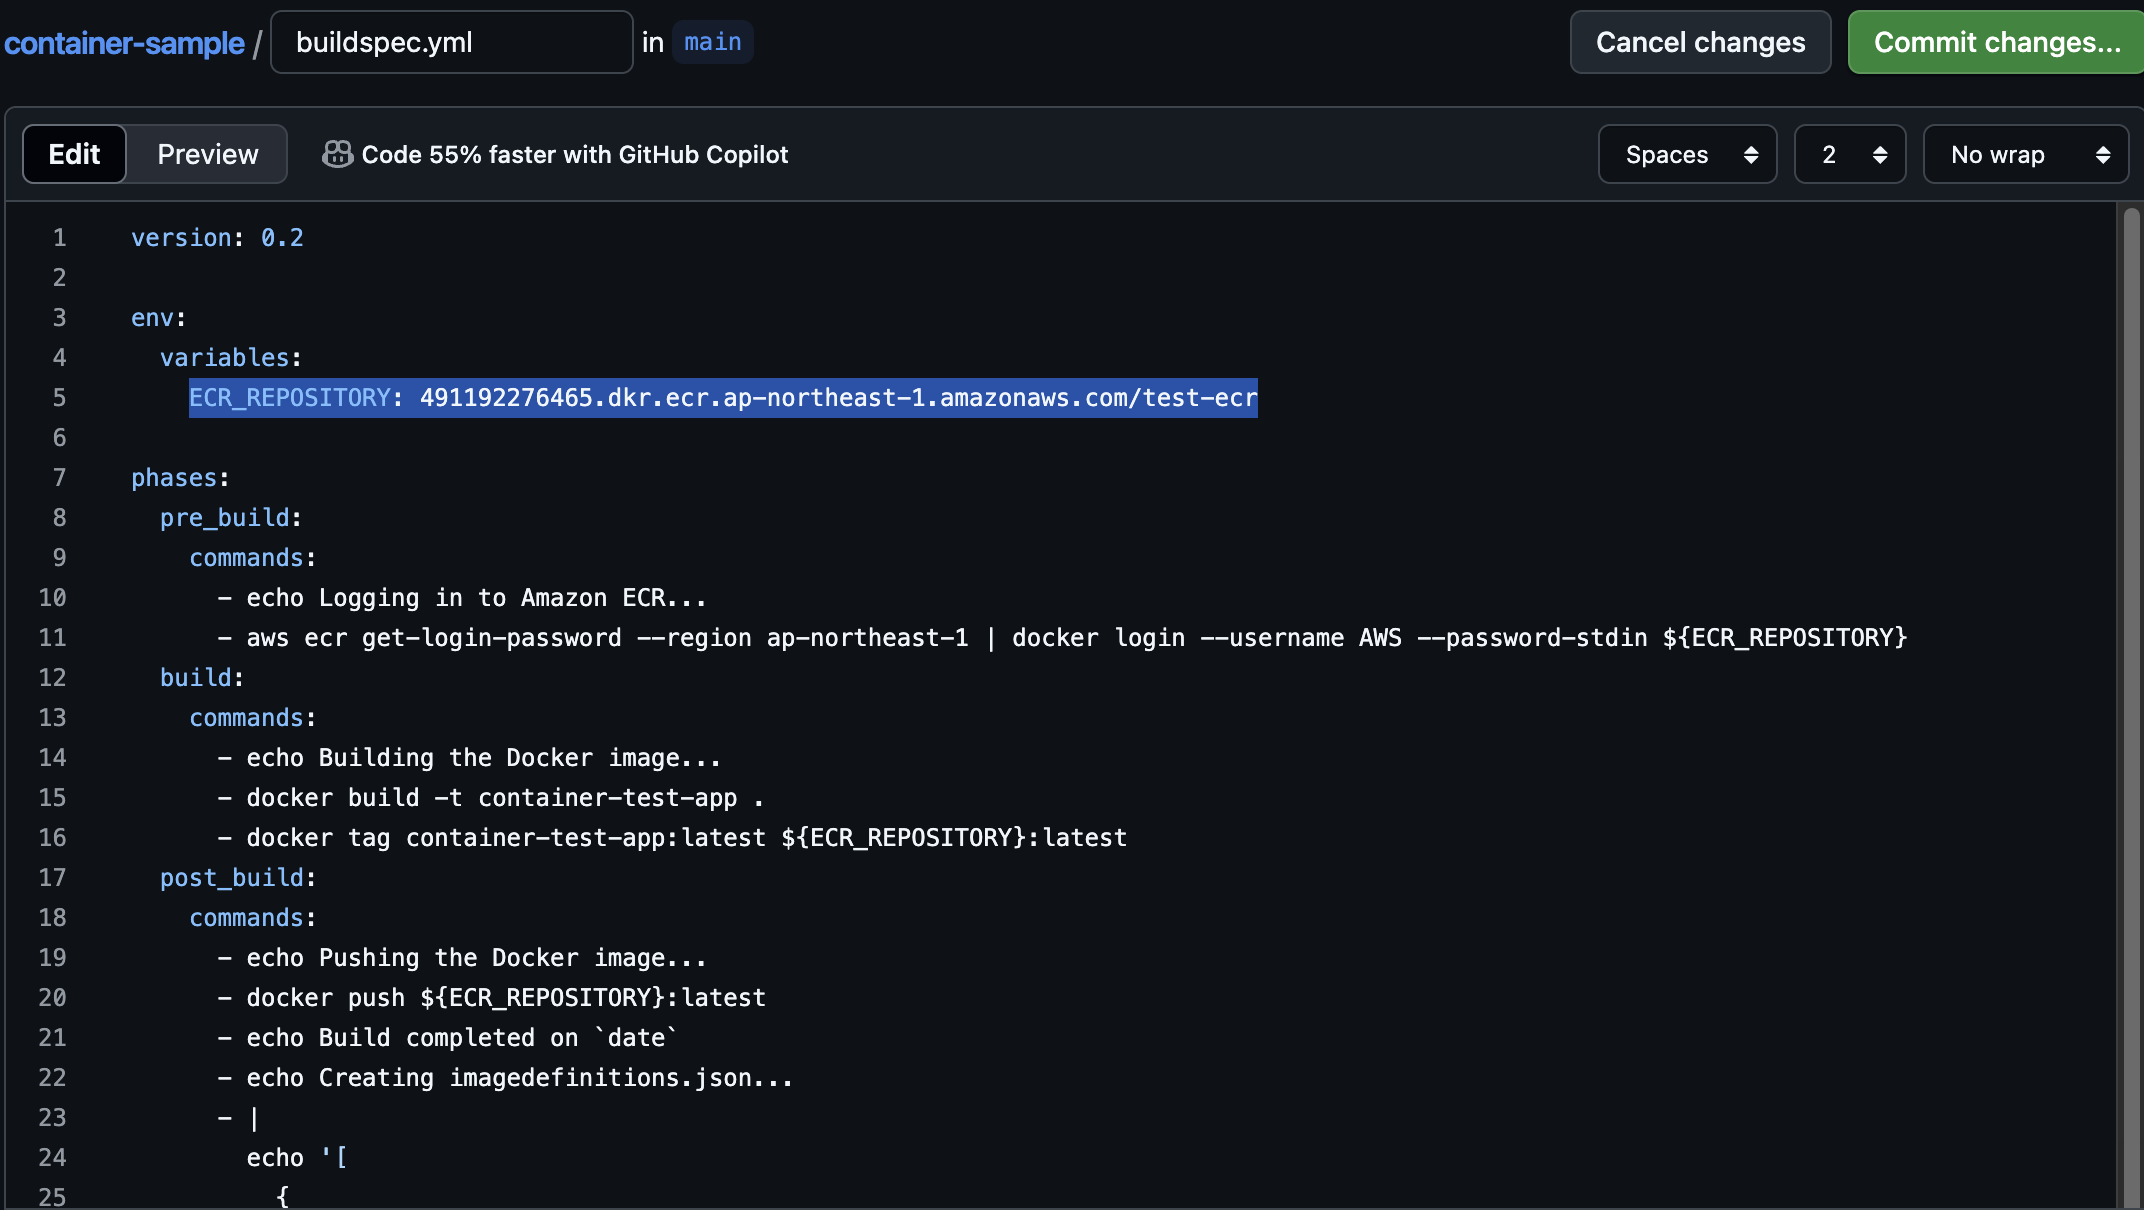 container-sample / buildspec.yml in main Cancel changes Commit changes...
Edit Preview Code 55% faster with GitHub Copilot Spaces 2 No wrap
1 version: 0.2
2
3 env:
4 variables:
5 ECR_REPOSITORY: 491192276465.dkr.ecr.ap-northeast-1.amazonaws.com/test-ecr
6
7 phases:
8 pre_build:
9 commands:
10 - echo Logging in to Amazon ECR...
11 - aws ecr get-login-password --region ap-northeast-1 | docker login --username AWS --password-stdin ${ECR_REPOSITORY}
12 build:
13 commands:
14 - echo Building the Docker image...
15 - docker build -t container-test-app .
16 - docker tag container-test-app:latest ${ECR_REPOSITORY}:latest
17 post_build:
18 commands:
19 - echo Pushing the Docker image...
20 - docker push ${ECR_REPOSITORY}:latest
21 - echo Build completed on `date`
22 - echo Creating imagedefinitions.json...
23 - |
24 echo '[
25 {